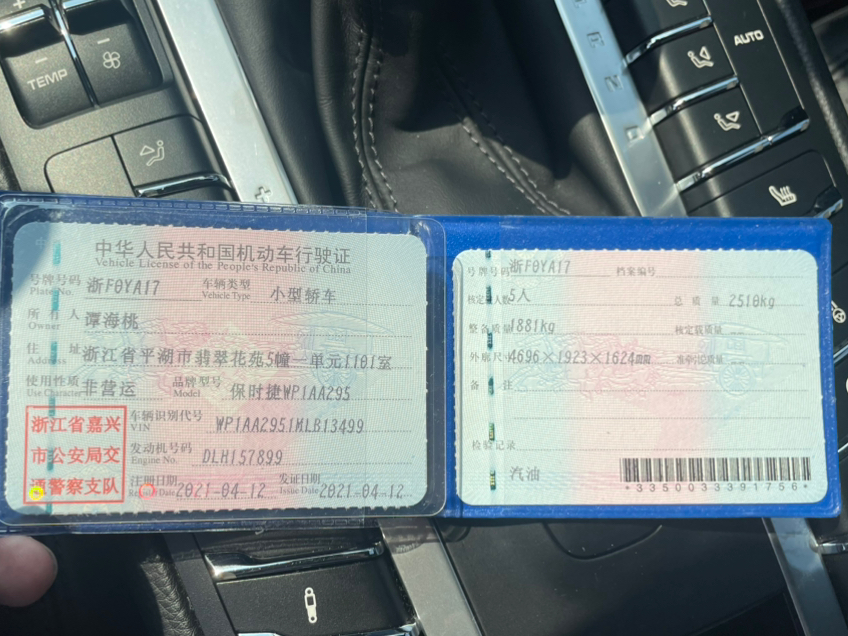 TEMP
AUTO
中华人民共和国机动车行驶证
Vehicle License of the People's Republic of China
号牌号码 浙F0YA17 车辆类型 小型轿车
Plate No. Vehicle Type
所有人 谭海桃
Owner
住址 浙江省平湖市翡翠花苑5幢一单元1101室
Address
使用性质 非营运 品牌型号 保时捷WP1AA295
Use Character Model
浙江省嘉兴
市公安局交
通警察支队
车辆识别代号 WP1AA2951MLB13499
VIN
发动机号码 DLH157899
Engine No.
注册日期 2021-04-12 发证日期 2021-04-12
Register Date Issue Date
号牌号码 浙F0YA17 档案编号
核定载人数 5人 总质量 2510kg
整备质量 1881kg 核定载质量 --
外廓尺寸 4696×1923×1624mm 准牵引总质量 --
备注
检验记录
汽油
*3350033391756*